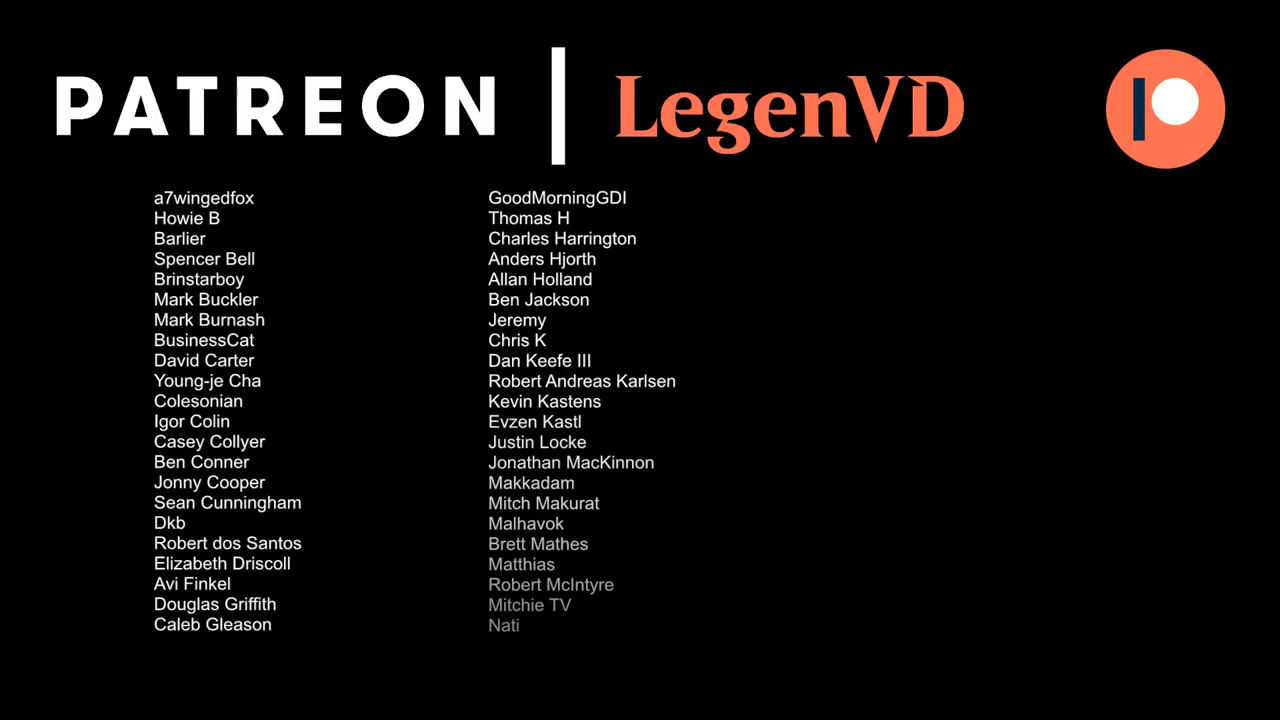 PATREON | LegenVD
a7wingedfox
Howie B
Barlier
Spencer Bell
Brinstarboy
Mark Buckler
Mark Burnash
BusinessCat
David Carter
Young-je Cha
Colesonian
Igor Colin
Casey Collyer
Ben Conner
Jonny Cooper
Sean Cunningham
Dkb
Robert dos Santos
Elizabeth Driscoll
Avi Finkel
Douglas Griffith
Caleb Gleason
GoodMorningGDI
Thomas H
Charles Harrington
Anders Hjorth
Allan Holland
Ben Jackson
Jeremy
Chris K
Dan Keefe III
Robert Andreas Karlsen
Kevin Kastens
Evzen Kastl
Justin Locke
Jonathan MacKinnon
Makkadam
Mitch Makurat
Malhavok
Brett Mathes
Matthias
Robert McIntyre
Mitchie TV
Nati